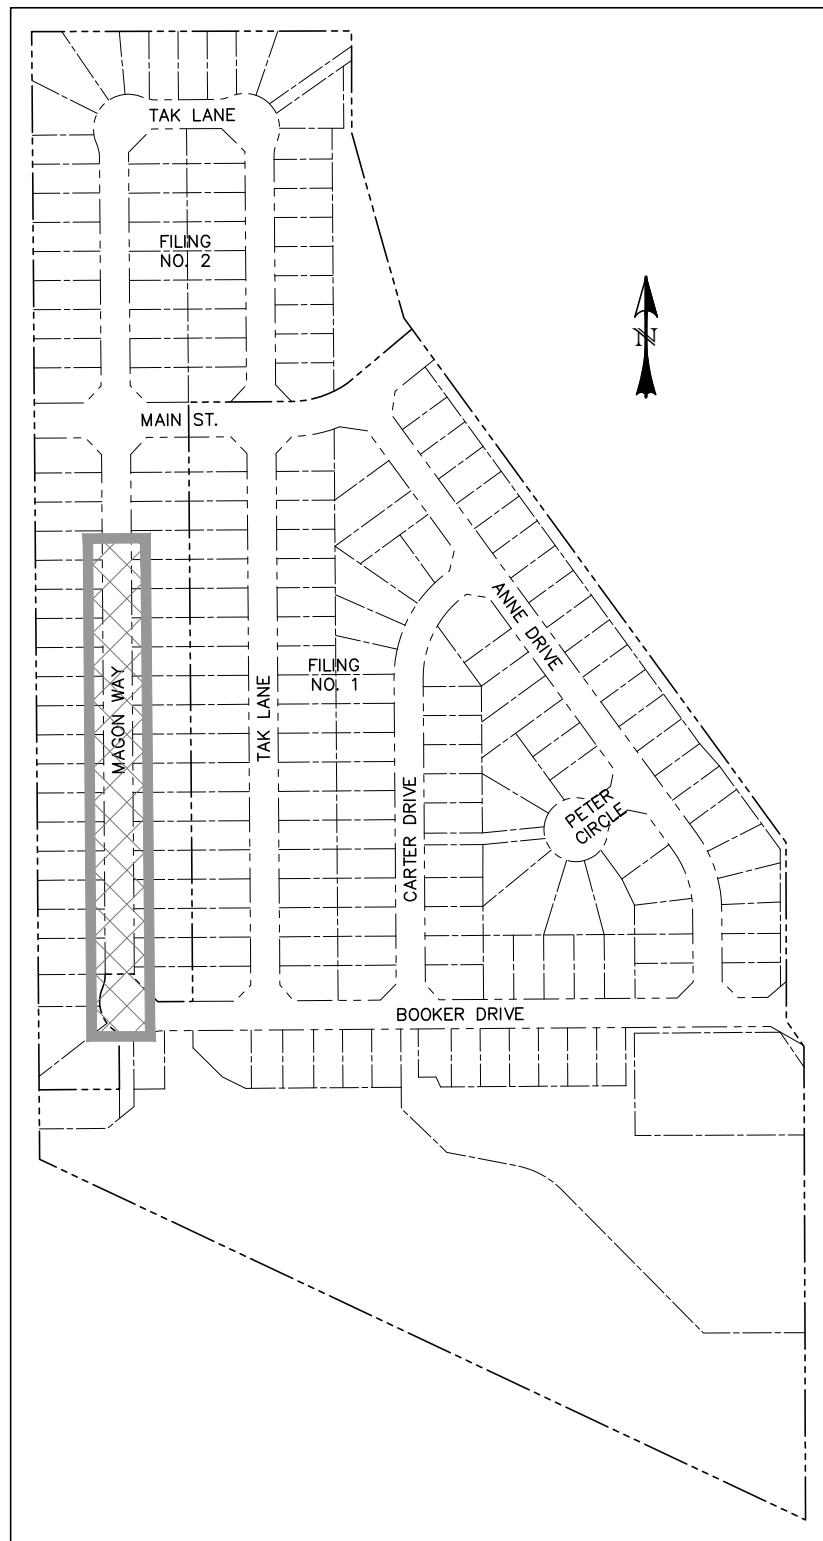 TAK LANE
FILING
NO. 2
N
MAIN ST.
ANNE DRIVE
FILING
NO. 1
MAGON WAY
TAK LANE
CARTER DRIVE
PETER
CIRCLE
BOOKER DRIVE